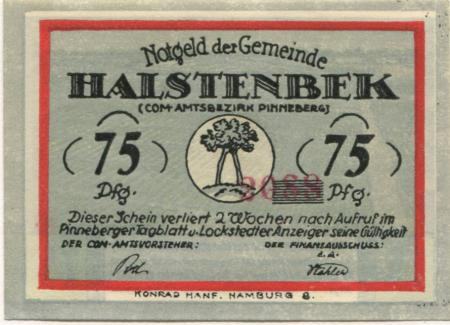 Notgeld der Gemeinde
HALSTENBEK
(COM-AMTSBEZIRK PINNEBERG)
75 75
Pfg. Pfg.
Dieser Schein verliert 2 Wochen nach Aufruf im
Pinneberger Tagblatt u. Lockstedter Anzeiger seine Gültigkeit
DER COM-AMTSVORSTEHER: DER FINANZAUSSCHUSS:
I.A.
KONRAD HANF, HAMBURG 8.